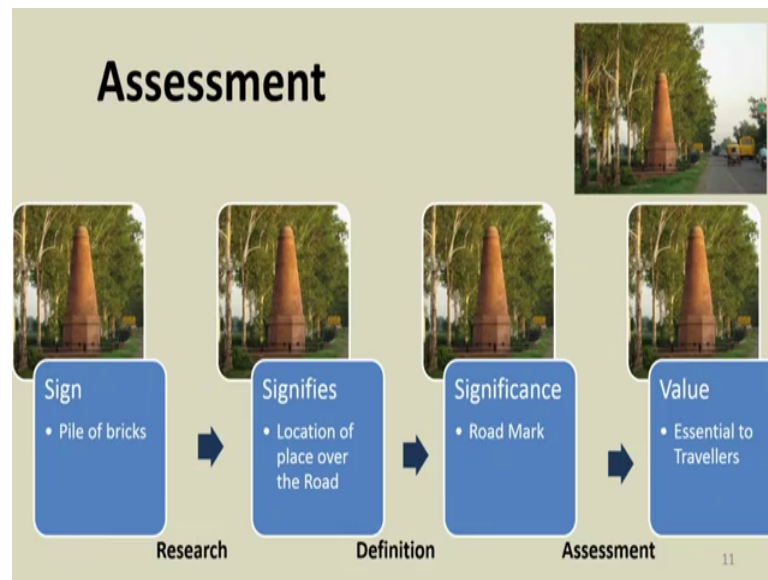 Assessment
Sign
• Pile of bricks
Signifies
• Location of
place over
the Road
Significance
• Road Mark
Value
• Essential to
Travellers
Research
Definition
Assessment
11